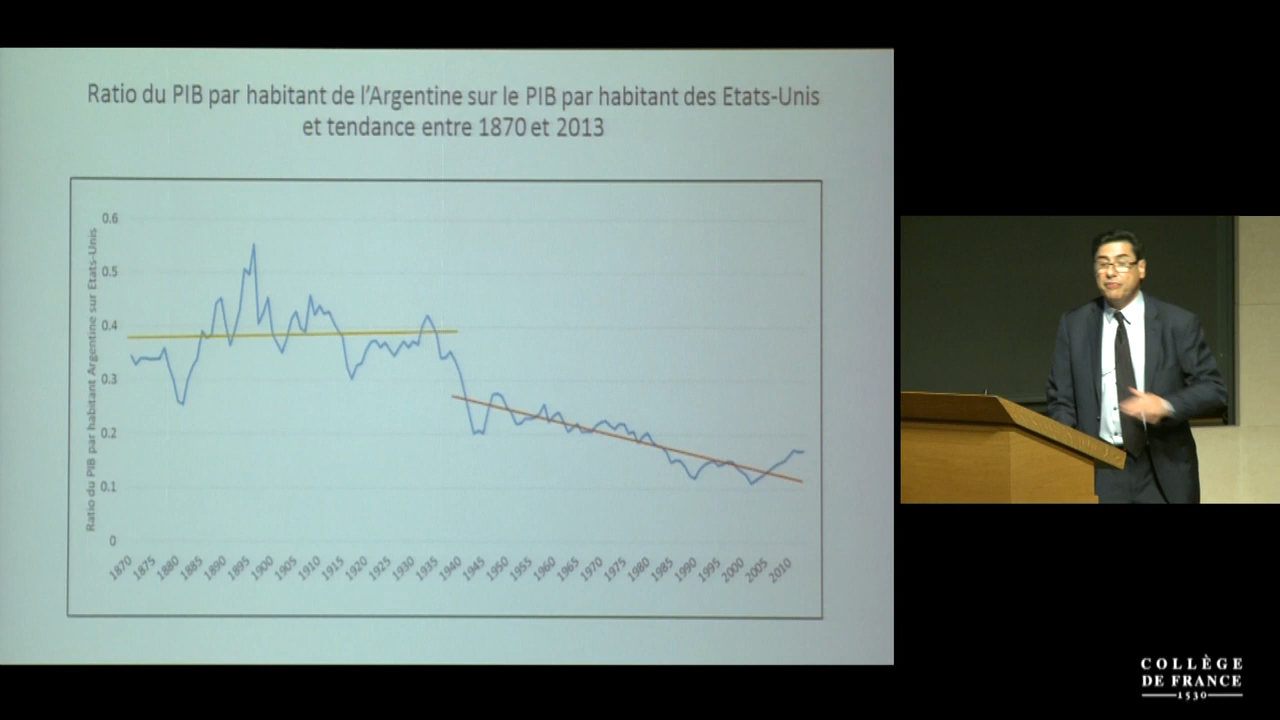 Ratio du PIB par habitant de l'Argentine sur le PIB par habitant des Etats-Unis
et tendance entre 1870 et 2013
Ratio du PIB par habitant Argentine sur Etats-Unis
0.6
0.5
0.4
0.3
0.2
0.1
0
1870 1875 1880 1885 1890 1895 1900 1905 1910 1915 1920 1925 1930 1935 1940 1945 1950 1955 1960 1965 1970 1975 1980 1985 1990 1995 2000 2005 2010
COLLÈGE
DE FRANCE
1530